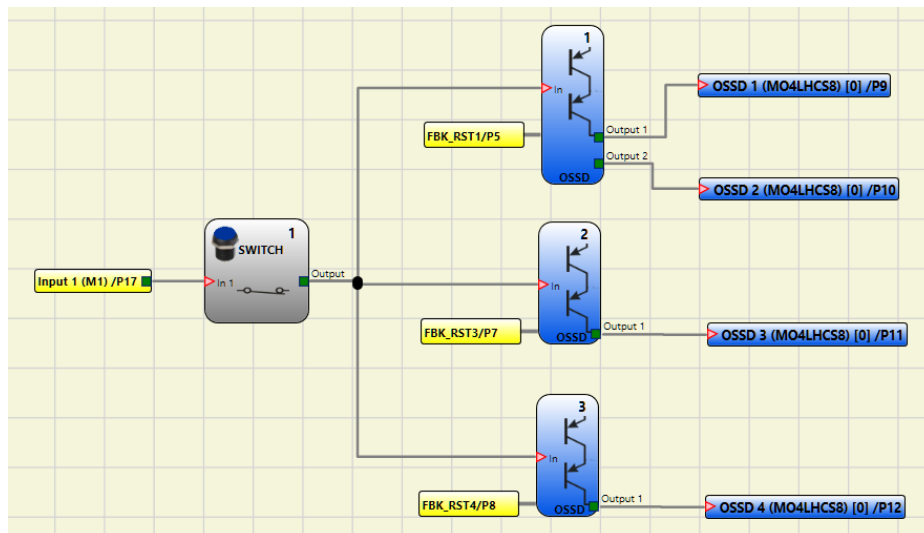 1
In
FBK_RST1/P5
Output 1
Output 2
OSSD
OSSD 1 (MO4LHCS8) [0] /P9
OSSD 2 (MO4LHCS8) [0] /P10
1
SWITCH
Input 1 (M1) /P17
In 1
Output
2
In
FBK_RST3/P7
Output 1
OSSD
OSSD 3 (MO4LHCS8) [0] /P11
3
In
FBK_RST4/P8
Output 1
OSSD
OSSD 4 (MO4LHCS8) [0] /P12